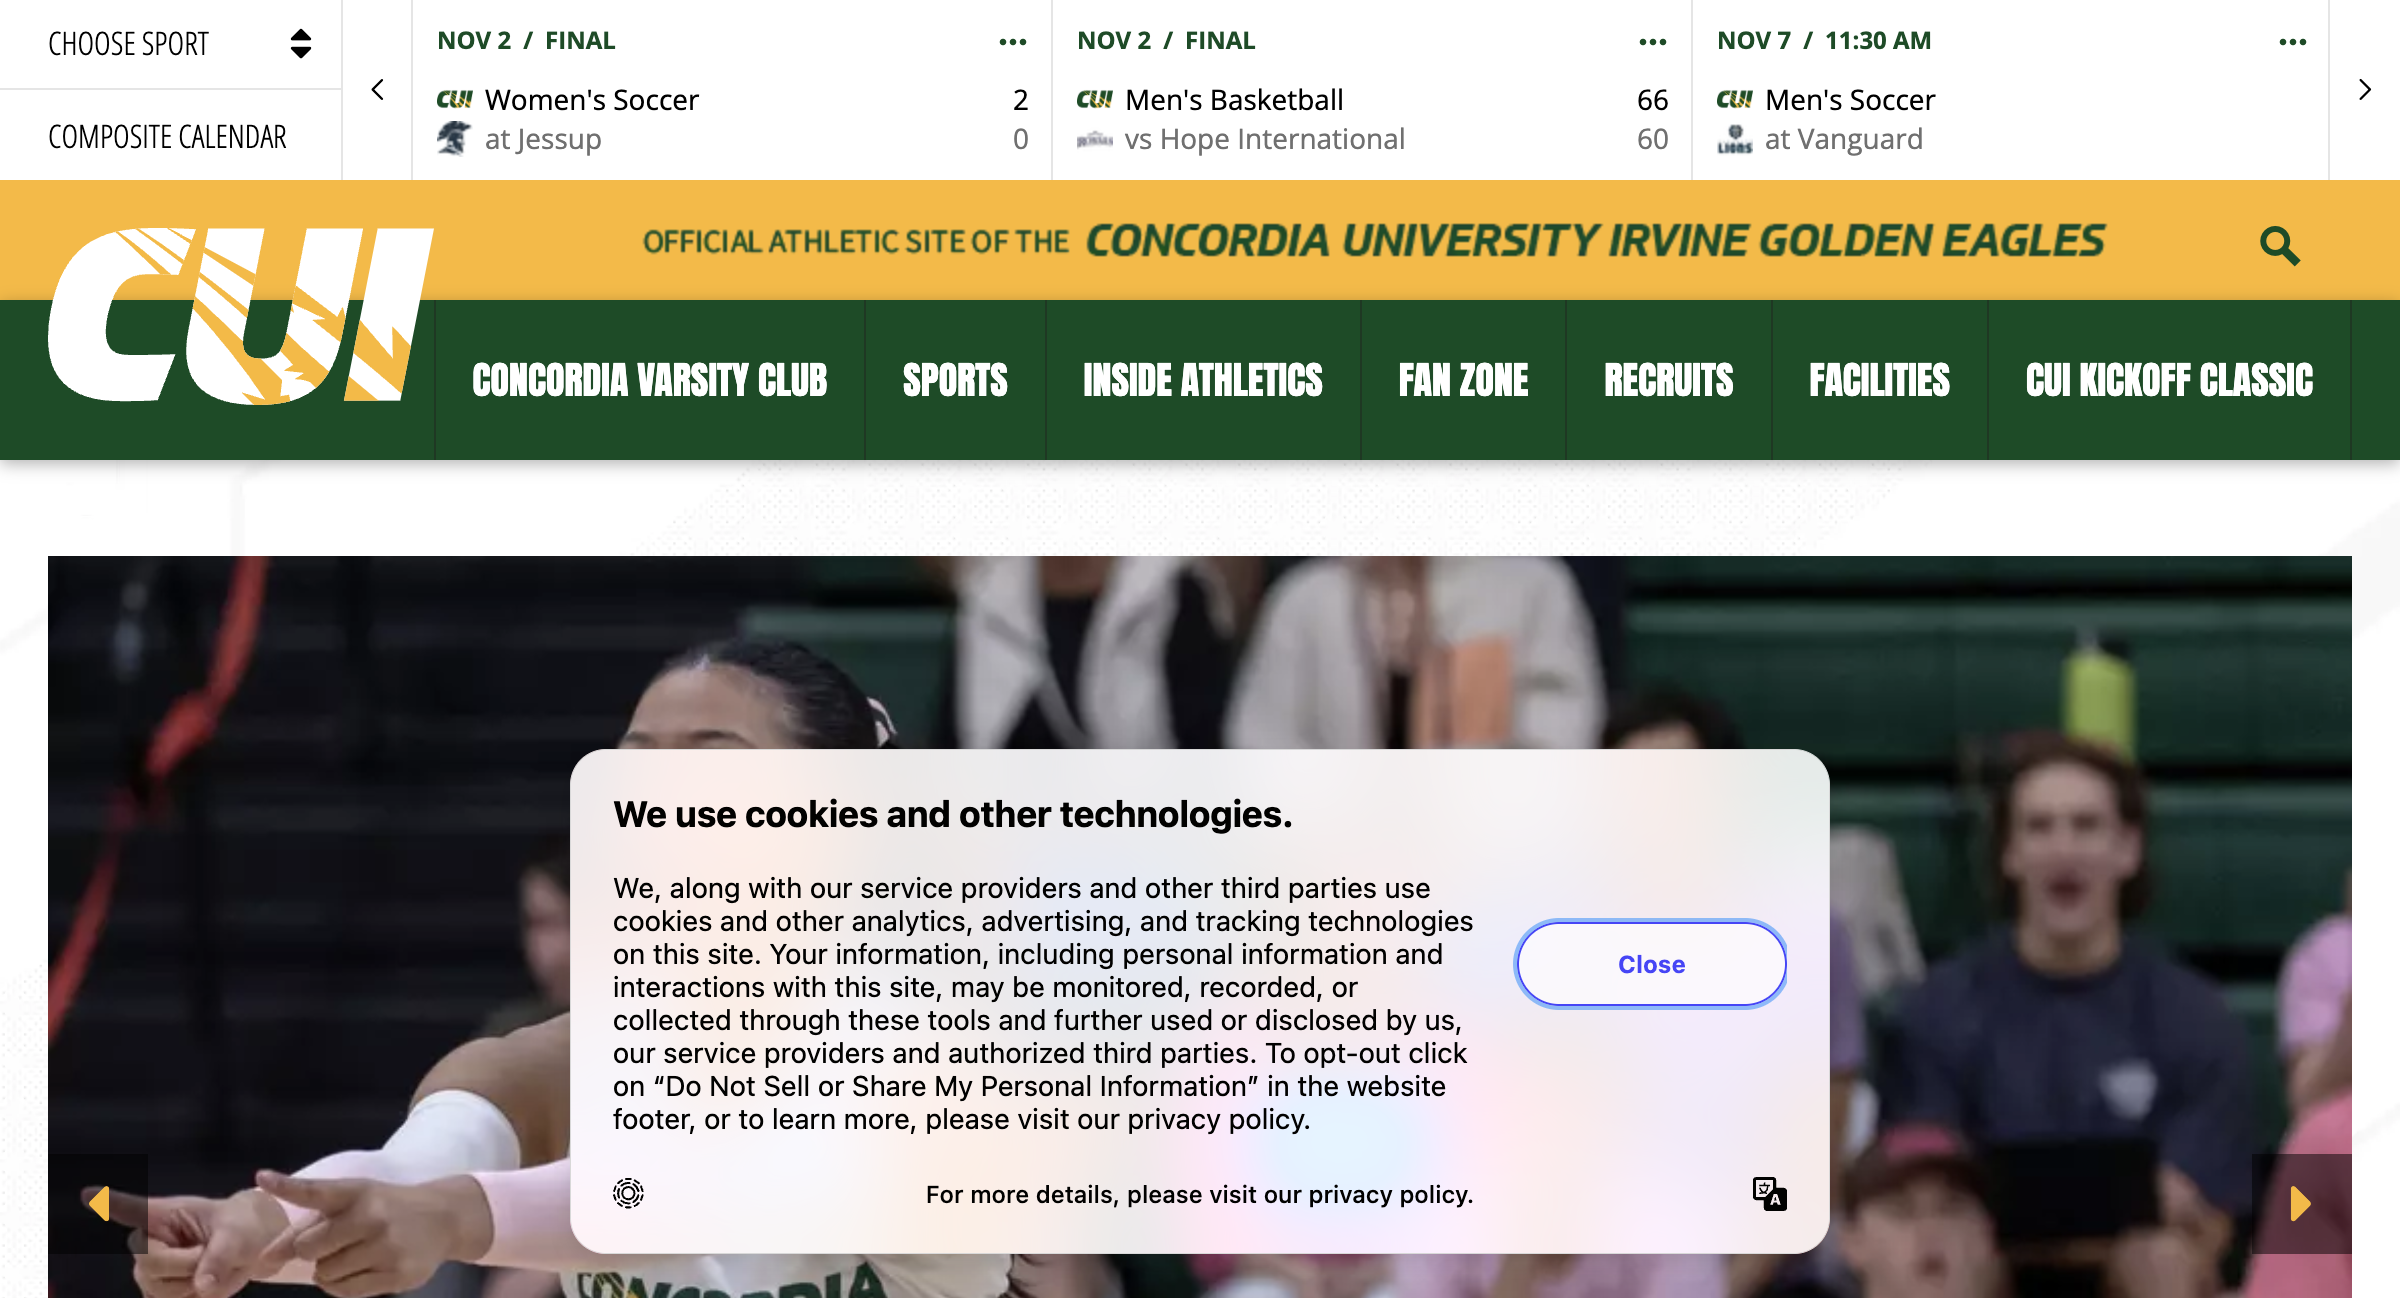 CHOOSE SPORT
COMPOSITE CALENDAR
NOV 2 / FINAL
CUI Women's Soccer 2
at Jessup 0
NOV 2 / FINAL
CUI Men's Basketball 66
vs Hope International 60
NOV 7 / 11:30 AM
CUI Men's Soccer
LIONS at Vanguard
CUI
OFFICIAL ATHLETIC SITE OF THE CONCORDIA UNIVERSITY IRVINE GOLDEN EAGLES
CONCORDIA VARSITY CLUB
SPORTS
INSIDE ATHLETICS
FAN ZONE
RECRUITS
FACILITIES
CUI KICKOFF CLASSIC
We use cookies and other technologies.
We, along with our service providers and other third parties use
cookies and other analytics, advertising, and tracking technologies
on this site. Your information, including personal information and
interactions with this site, may be monitored, recorded, or
collected through these tools and further used or disclosed by us,
our service providers and authorized third parties. To opt-out click
on “Do Not Sell or Share My Personal Information” in the website
footer, or to learn more, please visit our privacy policy.
Close
For more details, please visit our privacy policy.
CONCORDIA